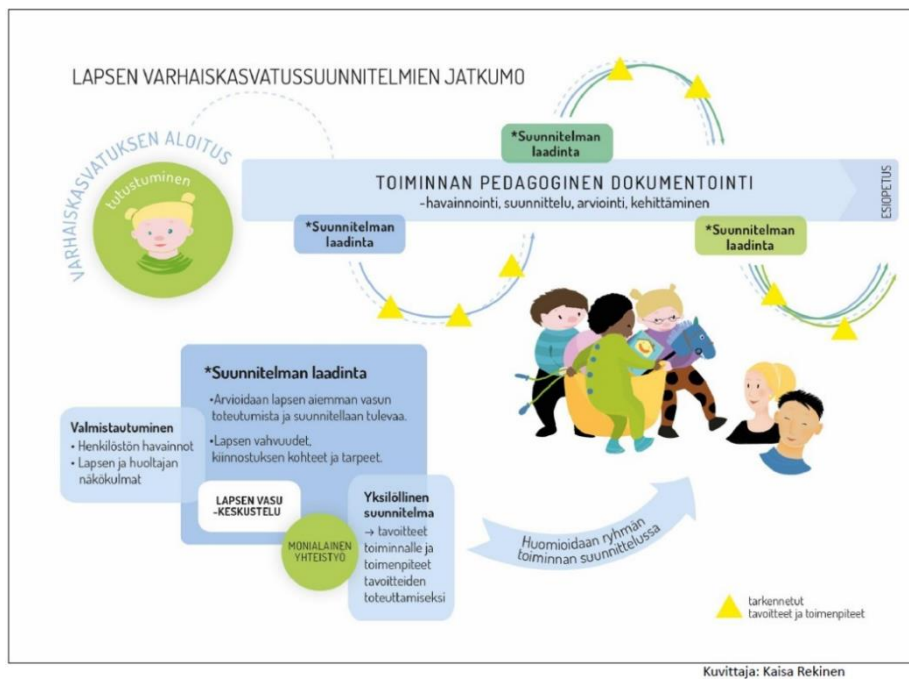 LAPSEN VARHAISKASVATUSSUUNNITELMIEN JATKUMO
VARHAISKASVATUKSEN ALOITUS
tutustuminen
*Suunnitelman
laadinta
TOIMINNAN PEDAGOGINEN DOKUMENTOINTI
-havainnointi, suunnittelu, arviointi, kehittäminen
ESIOPETUS
*Suunnitelman
laadinta
*Suunnitelman
laadinta
*Suunnitelman laadinta
•Arvioidaan lapsen aiemman vasun
toteutumista ja suunnitellaan tulevaa.
•Lapsen vahvuudet,
kiinnostuksen kohteet ja tarpeet.
Valmistautuminen
• Henkilöstön havainnot
• Lapsen ja huoltajan
näkökulmat
LAPSEN VASU
-KESKUSTELU
MONIALAINEN
YHTEISTYÖ
Yksilöllinen
suunnitelma
→ tavoitteet
toiminnalle ja
toimenpiteet
tavoitteiden
toteuttamiseksi
Huomioidaan ryhmän
toiminnan suunnittelussa
tarkennetut
tavoitteet ja toimenpiteet
Kuvittaja: Kaisa Rekinen